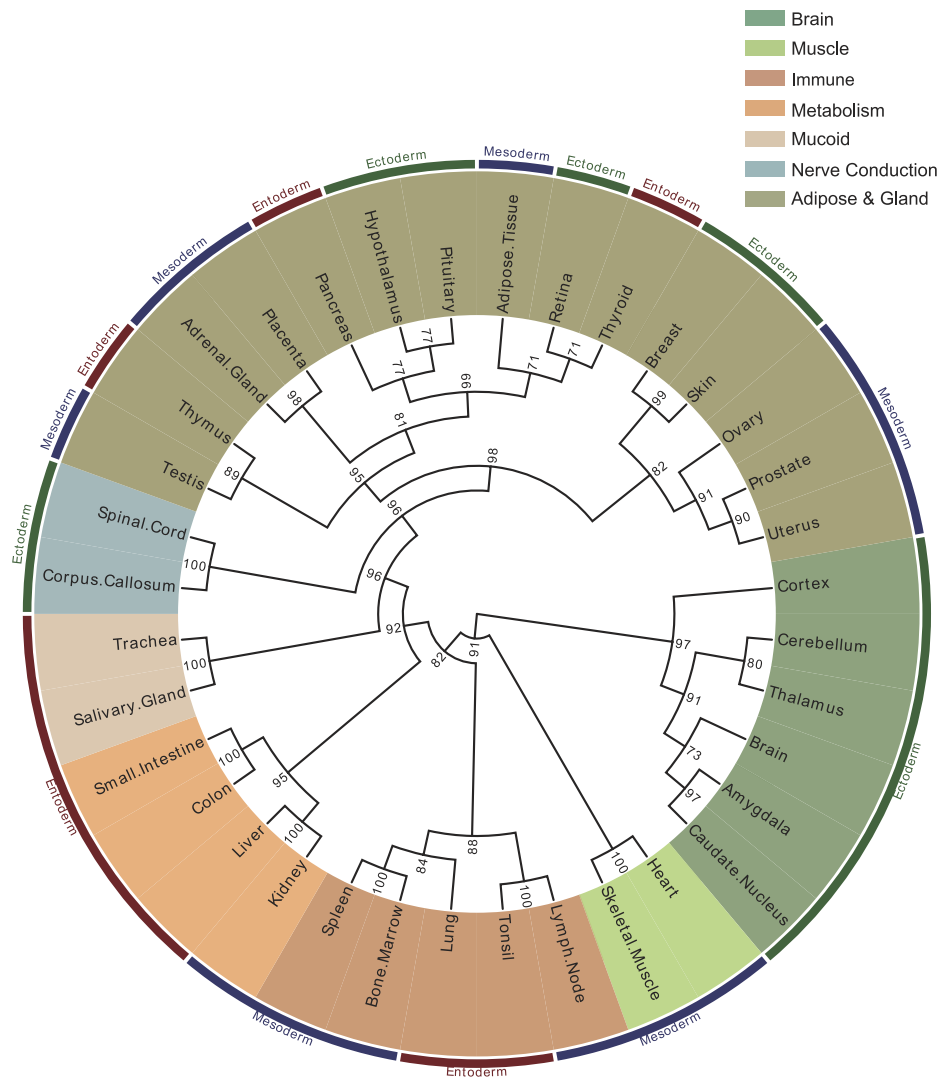 Brain
Muscle
Immune
Metabolism
Mucoid
Nerve Conduction
Adipose & Gland
Mesoderm
Ectoderm
Entoderm
Ectoderm
Mesoderm
Ectoderm
Mesoderm
Entoderm
Mesoderm
Entoderm
Ectoderm
Mesoderm
Entoderm
Mesoderm
Entoderm
Ectoderm
Adipose.Tissue
Retina
Thyroid
Breast
Skin
Ovary
Prostate
Uterus
Cortex
Cerebellum
Thalamus
Brain
Amygdala
Caudate.Nucleus
Heart
Skeletal.Muscle
Lymph.Node
Tonsil
Lung
Bone.Marrow
Spleen
Kidney
Liver
Colon
Small.Intestine
Salivary.Gland
Trachea
Corpus.Callosum
Spinal.Cord
Testis
Thymus
Adrenal.Gland
Placenta
Pancreas
Hypothalamus
Pituitary
77
77
66
71
71
99
82
91
90
98
81
95
98
89
96
96
100
92
100
82
91
97
80
91
73
97
100
88
100
84
100
95
100
100